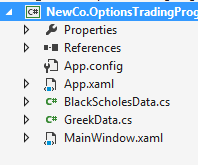 C# NewCo.OptionsTradingProg
Properties
References
App.config
App.xaml
C# BlackScholesData.cs
C# GreekData.cs
MainWindow.xaml